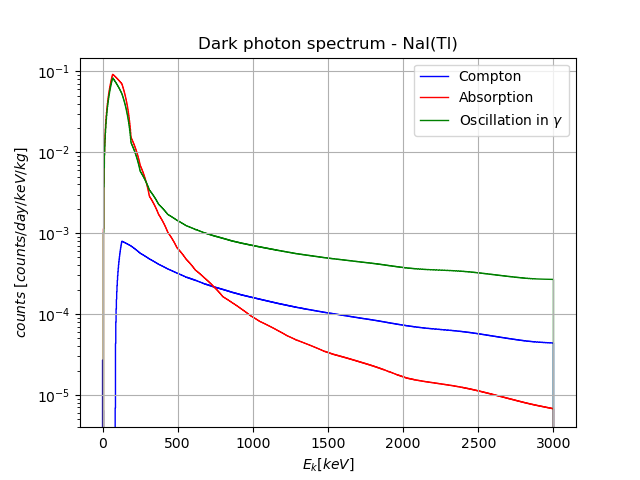 Dark photon spectrum - NaI(Tl)
Compton
Absorption
Oscillation in γ
counts [counts/day/keV/kg]
10⁻¹
10⁻²
10⁻³
10⁻⁴
10⁻⁵
0 500 1000 1500 2000 2500 3000
Eₖ[keV]